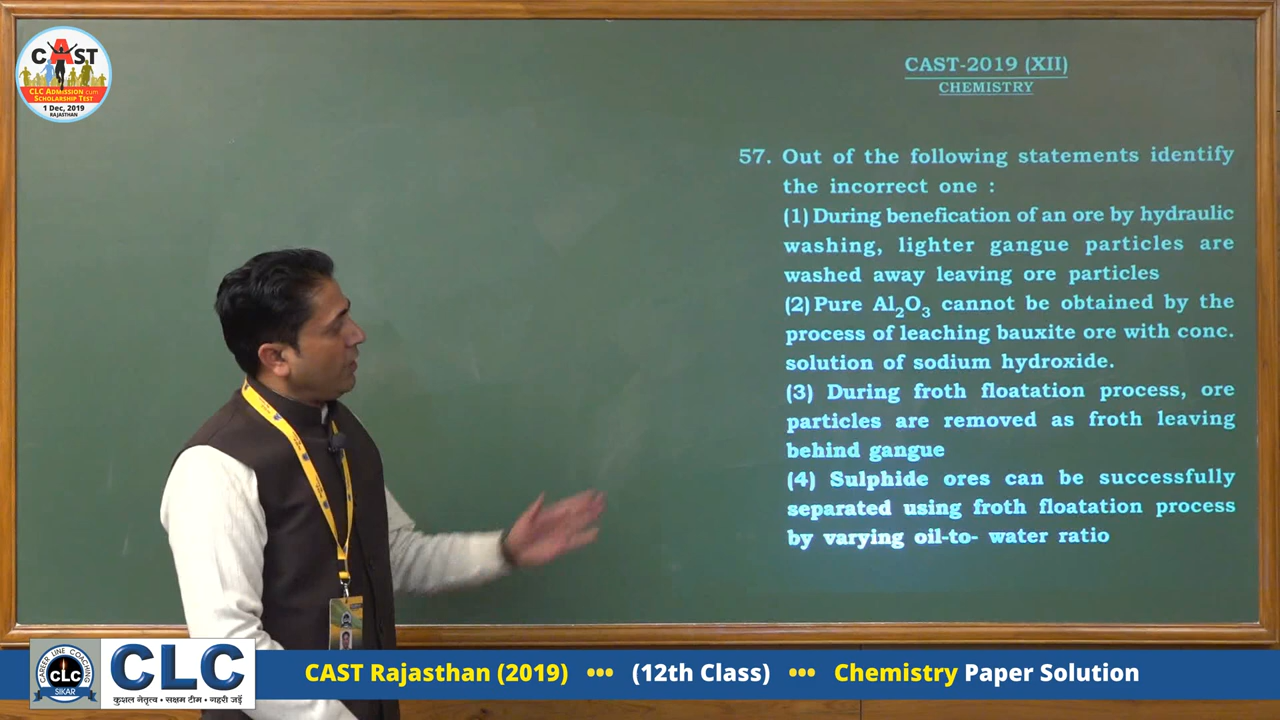 CAST
CLC ADMISSION cum
SCHOLARSHIP TEST
1 Dec, 2019
RAJASTHAN
CAST-2019 (XII)
CHEMISTRY
57. Out of the following statements identify
the incorrect one :
(1) During benefication of an ore by hydraulic
washing, lighter gangue particles are
washed away leaving ore particles
(2) Pure Al₂O₃ cannot be obtained by the
process of leaching bauxite ore with conc.
solution of sodium hydroxide.
(3) During froth floatation process, ore
particles are removed as froth leaving
behind gangue
(4) Sulphide ores can be successfully
separated using froth floatation process
by varying oil-to- water ratio
CAREER LINE COACHING
CLC
SIKAR
CLC
कुशल नेतृत्व • सक्षम टीम • गहरी जड़ें
CAST Rajasthan (2019) ••• (12th Class) ••• Chemistry Paper Solution